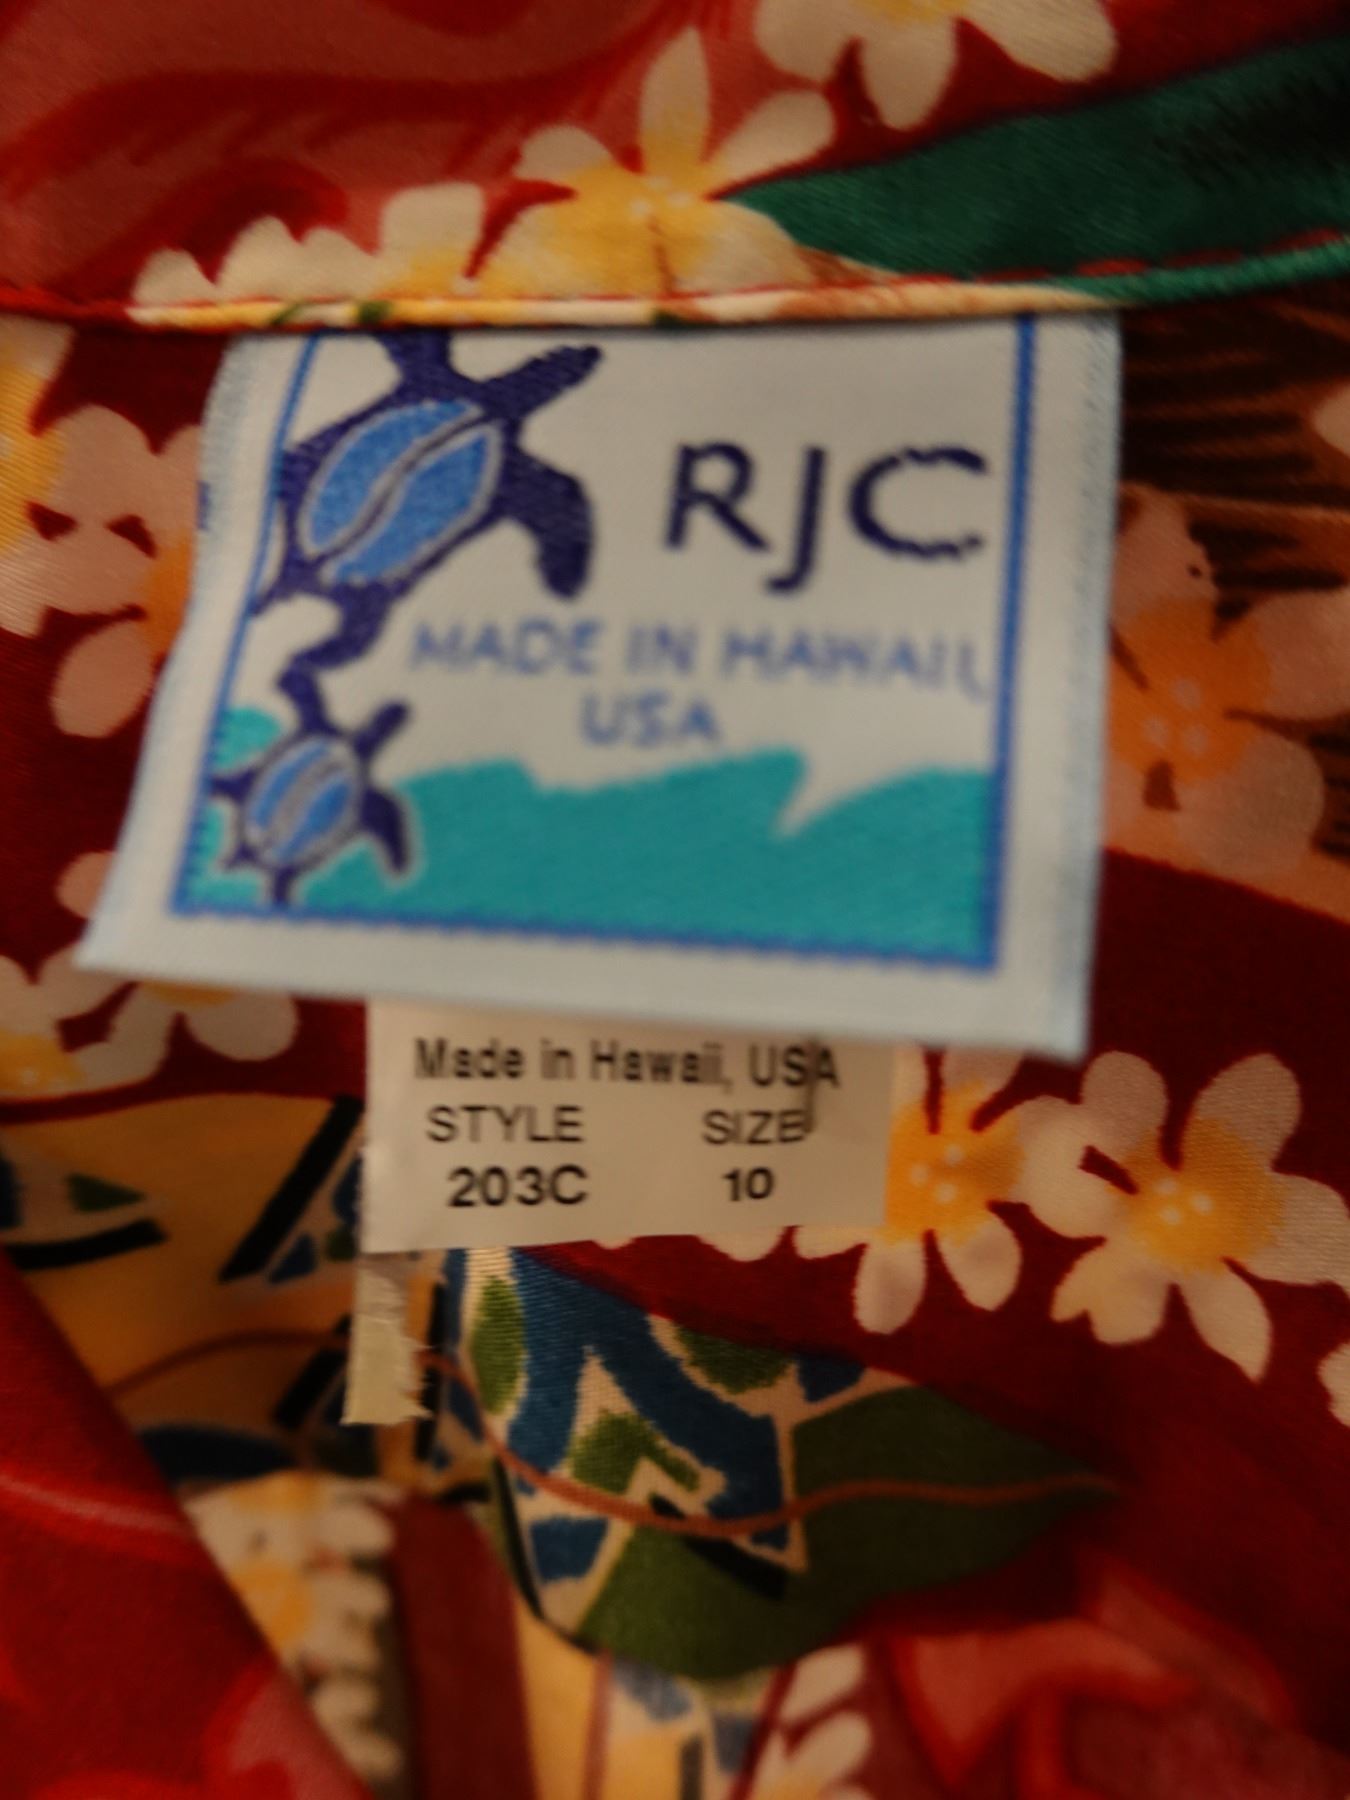 RJC
MADE IN HAWAII,
USA
Made in Hawaii, USA
STYLE SIZE
203C 10